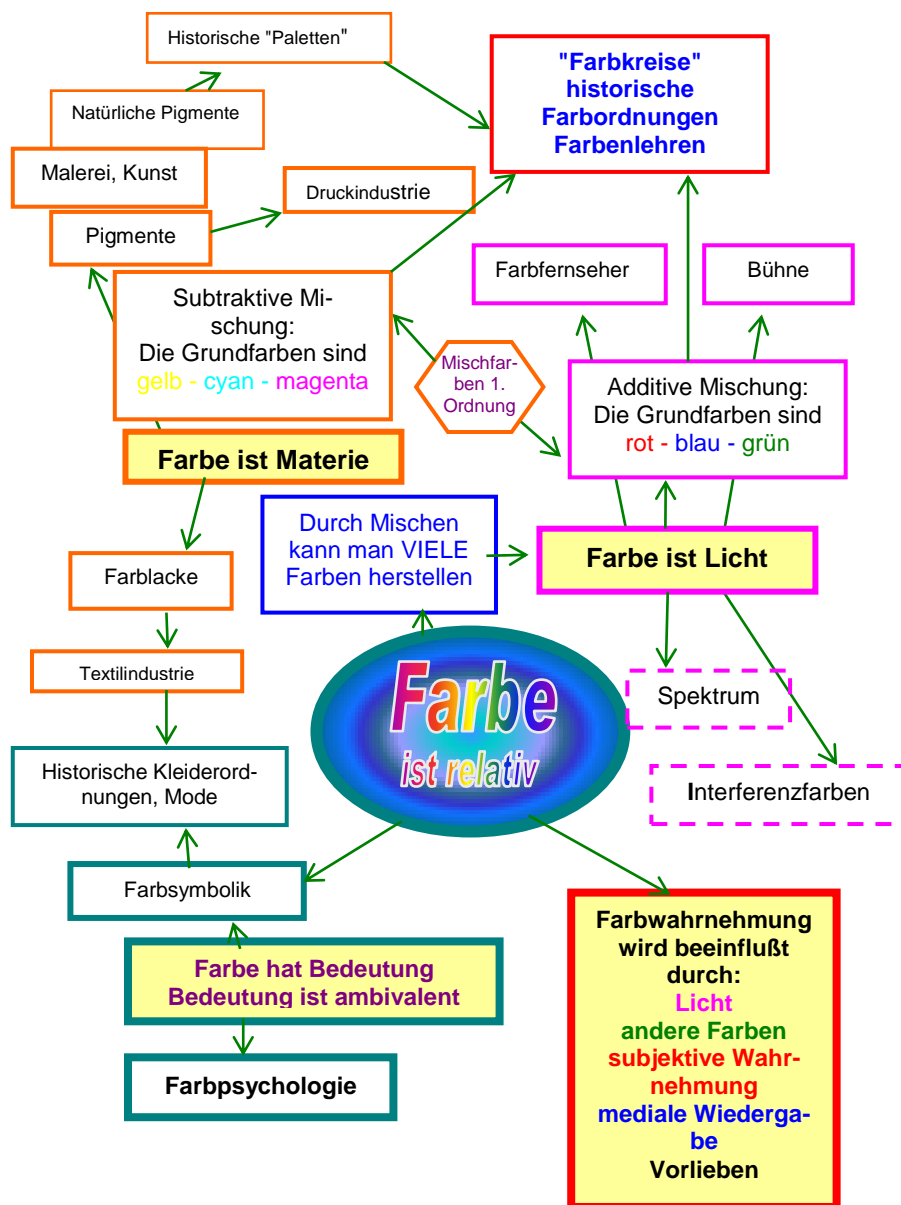 Historische "Paletten"
"Farbkreise"
historische
Farbordnungen
Farbenlehren
Natürliche Pigmente
Malerei, Kunst
Druckindustrie
Pigmente
Farbfernseher
Bühne
Subtraktive Mi-
schung:
Die Grundfarben sind
gelb - cyan - magenta
Mischfar-
ben 1.
Ordnung
Additive Mischung:
Die Grundfarben sind
rot - blau - grün
Farbe ist Materie
Durch Mischen
kann man VIELE
Farben herstellen
Farbe ist Licht
Farblacke
Textilindustrie
Farbe
ist relativ
Spektrum
Interferenzfarben
Historische Kleiderord-
nungen, Mode
Farbsymbolik
Farbe hat Bedeutung
Bedeutung ist ambivalent
Farbpsychologie
Farbwahrnehmung
wird beeinflußt
durch:
Licht
andere Farben
subjektive Wahr-
nehmung
mediale Wiederga-
be
Vorlieben